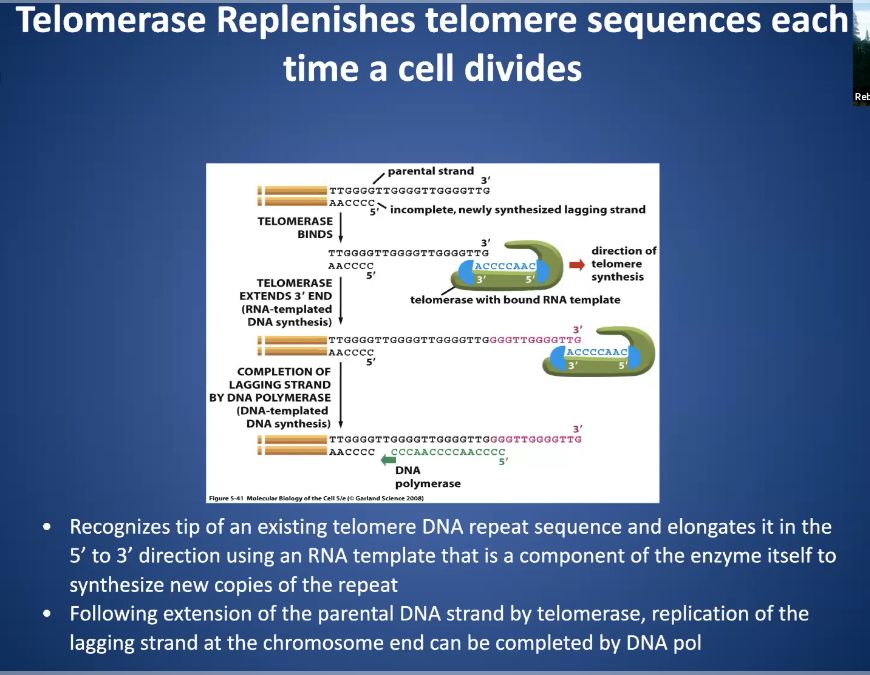 Telomerase Replenishes telomere sequences each
time a cell divides
Reb
parental strand
3'
TTGGGGTTGGGGTTGGGGTTG
AACCCC
5'
incomplete, newly synthesized lagging strand
TELOMERASE
BINDS
3'
TTGGGGTTGGGGTTGGGGTTG
AACCCC
5'
ACCCCAAC
3' 5'
direction of
telomere
synthesis
telomerase with bound RNA template
TELOMERASE
EXTENDS 3' END
(RNA-templated
DNA synthesis)
3'
TTGGGGTTGGGGTTGGGGTTGGGGTTGGGGTTG
AACCCC
5'
ACCCCAAC
3' 5'
COMPLETION OF
LAGGING STRAND
BY DNA POLYMERASE
(DNA-templated
DNA synthesis)
3'
TTGGGGTTGGGGTTGGGGTTGGGGTTGGGGTTG
AACCCC CCCAACCCCAACCCC
5'
DNA
polymerase
Figure 5-41 Molecular Biology of the Cell 5/e (© Garland Science 2008)
• Recognizes tip of an existing telomere DNA repeat sequence and elongates it in the
5’ to 3’ direction using an RNA template that is a component of the enzyme itself to
synthesize new copies of the repeat
• Following extension of the parental DNA strand by telomerase, replication of the
lagging strand at the chromosome end can be completed by DNA pol